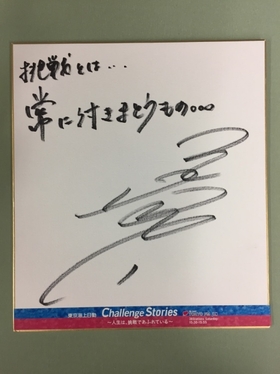 挑戦とは...
常に付きまとうもの...
東京海上日動 Challenge Stories
～人生は、挑戦であふれている～